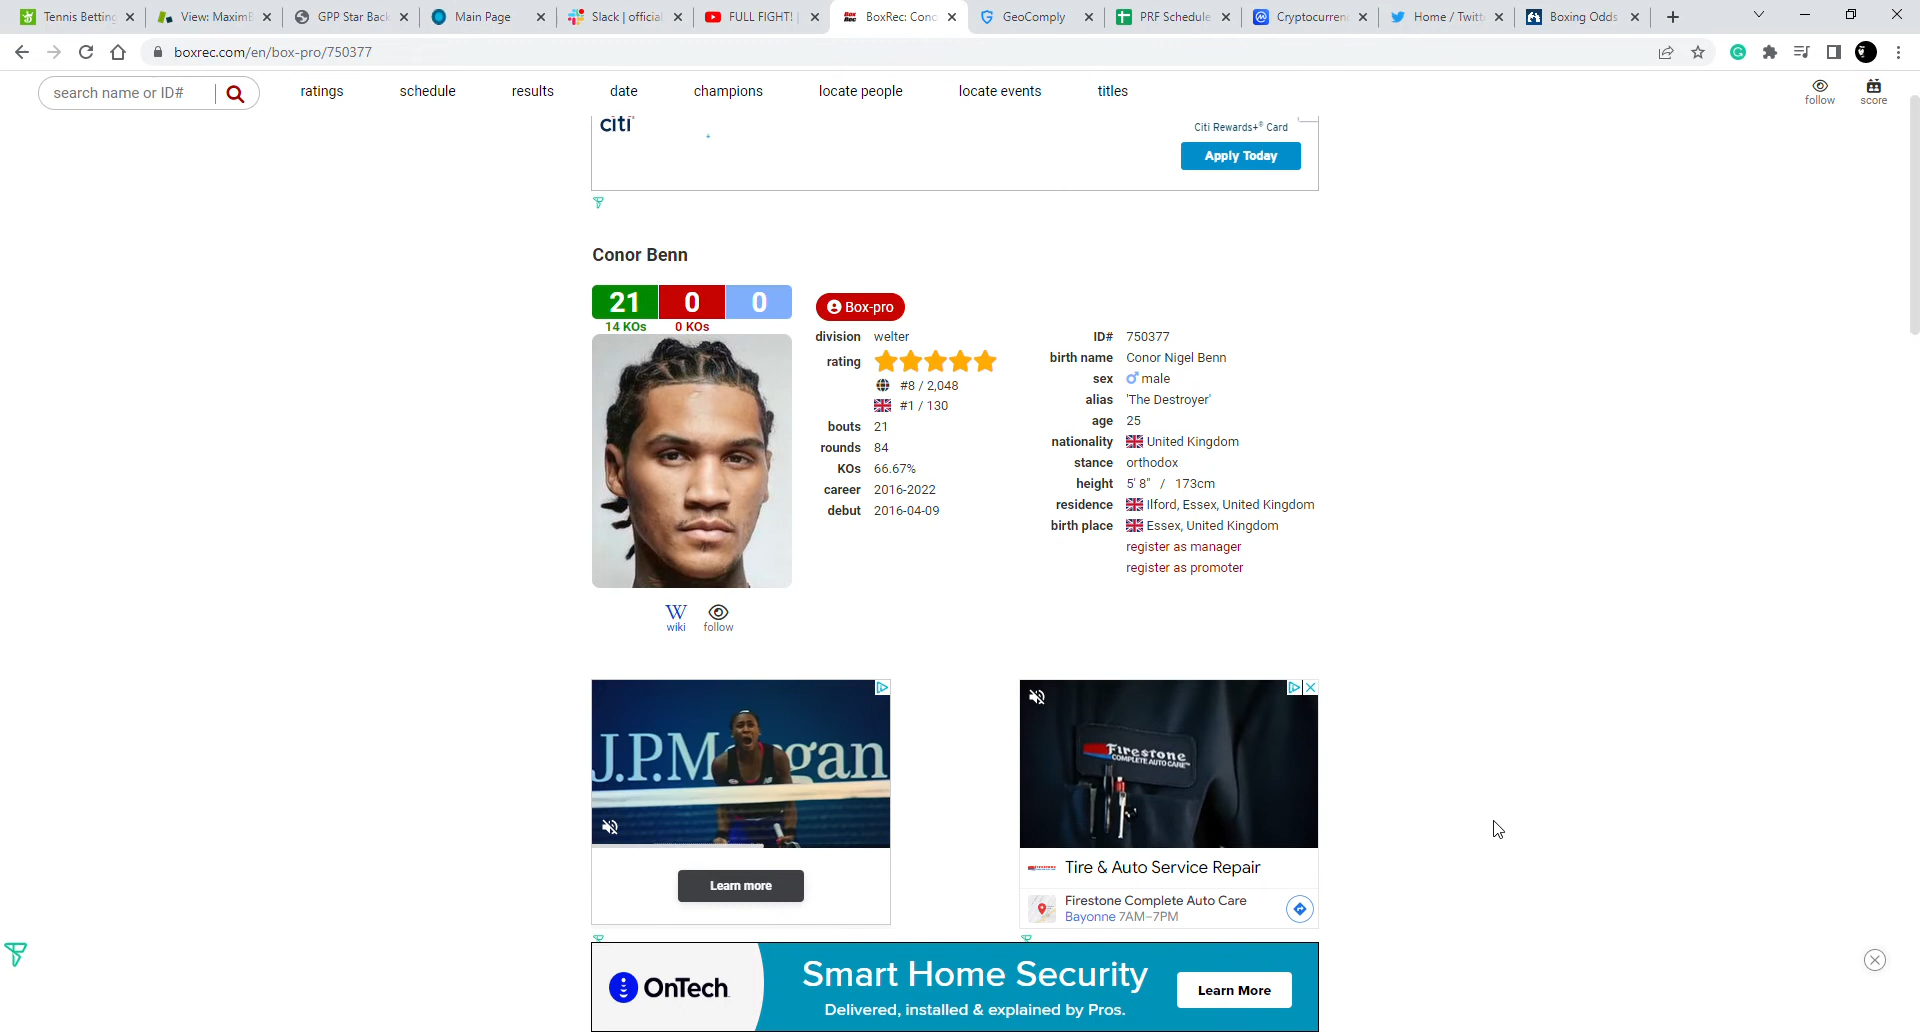 Tennis Betting
View: MaximB
GPP Star Back
Main Page
Slack | official
FULL FIGHT! |
BoxRec: Conc
GeoComply
PRF Schedule
Cryptocurren
Home / Twitt
Boxing Odds
boxrec.com/en/box-pro/750377
search name or ID#
ratings
schedule
results
date
champions
locate people
locate events
titles
follow
score
citi
Citi Rewards+® Card
Apply Today
Conor Benn
21 0 0
14 KOs 0 KOs
Box-pro
division welter
rating
#8 / 2,048
#1 / 130
bouts 21
rounds 84
KOs 66.67%
career 2016-2022
debut 2016-04-09
ID# 750377
birth name Conor Nigel Benn
sex male
alias 'The Destroyer'
age 25
nationality United Kingdom
stance orthodox
height 5' 8" / 173cm
residence Ilford, Essex, United Kingdom
birth place Essex, United Kingdom
register as manager
register as promoter
W
wiki
follow
J.P.M gan
Learn more
Firestone
COMPLETE AUTO CARE™
Tire & Auto Service Repair
Firestone Complete Auto Care
Bayonne 7AM–7PM
OnTech
Smart Home Security
Delivered, installed & explained by Pros.
Learn More